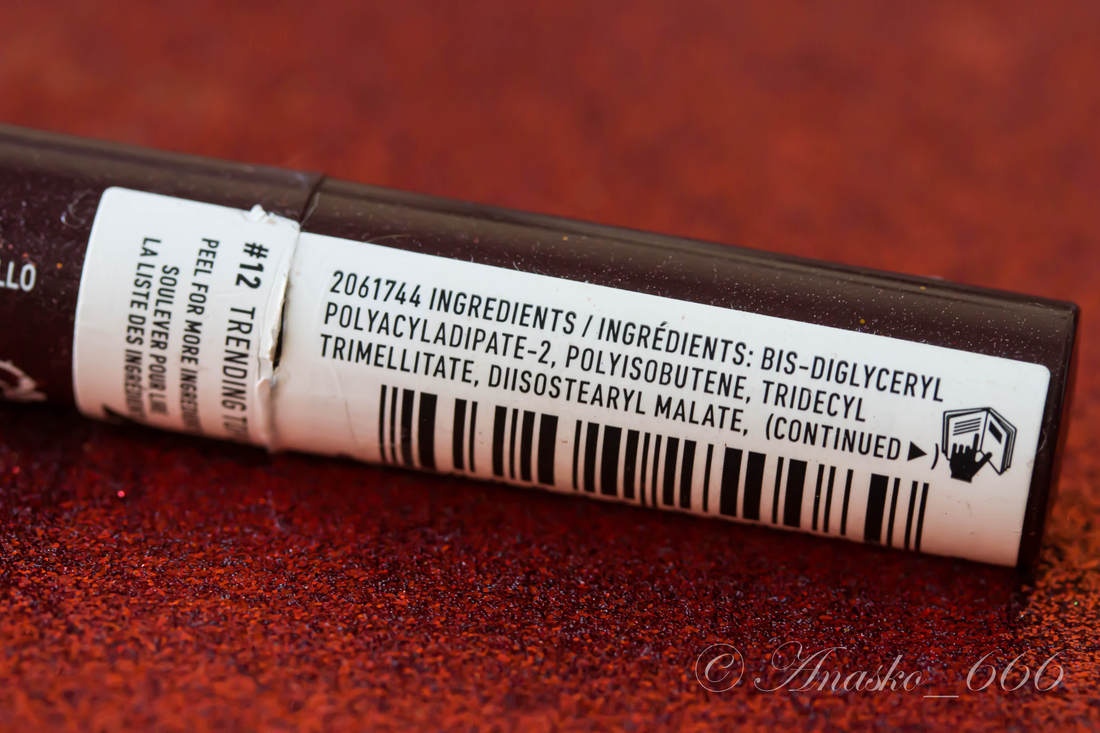 LLO
#12 TRENDING
PEEL FOR MORE
SOULEVER POUR LIRE
LA LISTE DES
2061744 INGREDIENTS / INGRÉDIENTS: BIS-DIGLYCERYL
POLYACYLADIPATE-2, POLYISOBUTENE, TRIDECYL
TRIMELLITATE, DIISOSTEARYL MALATE, (CONTINUED ▶)
© Anasko_666